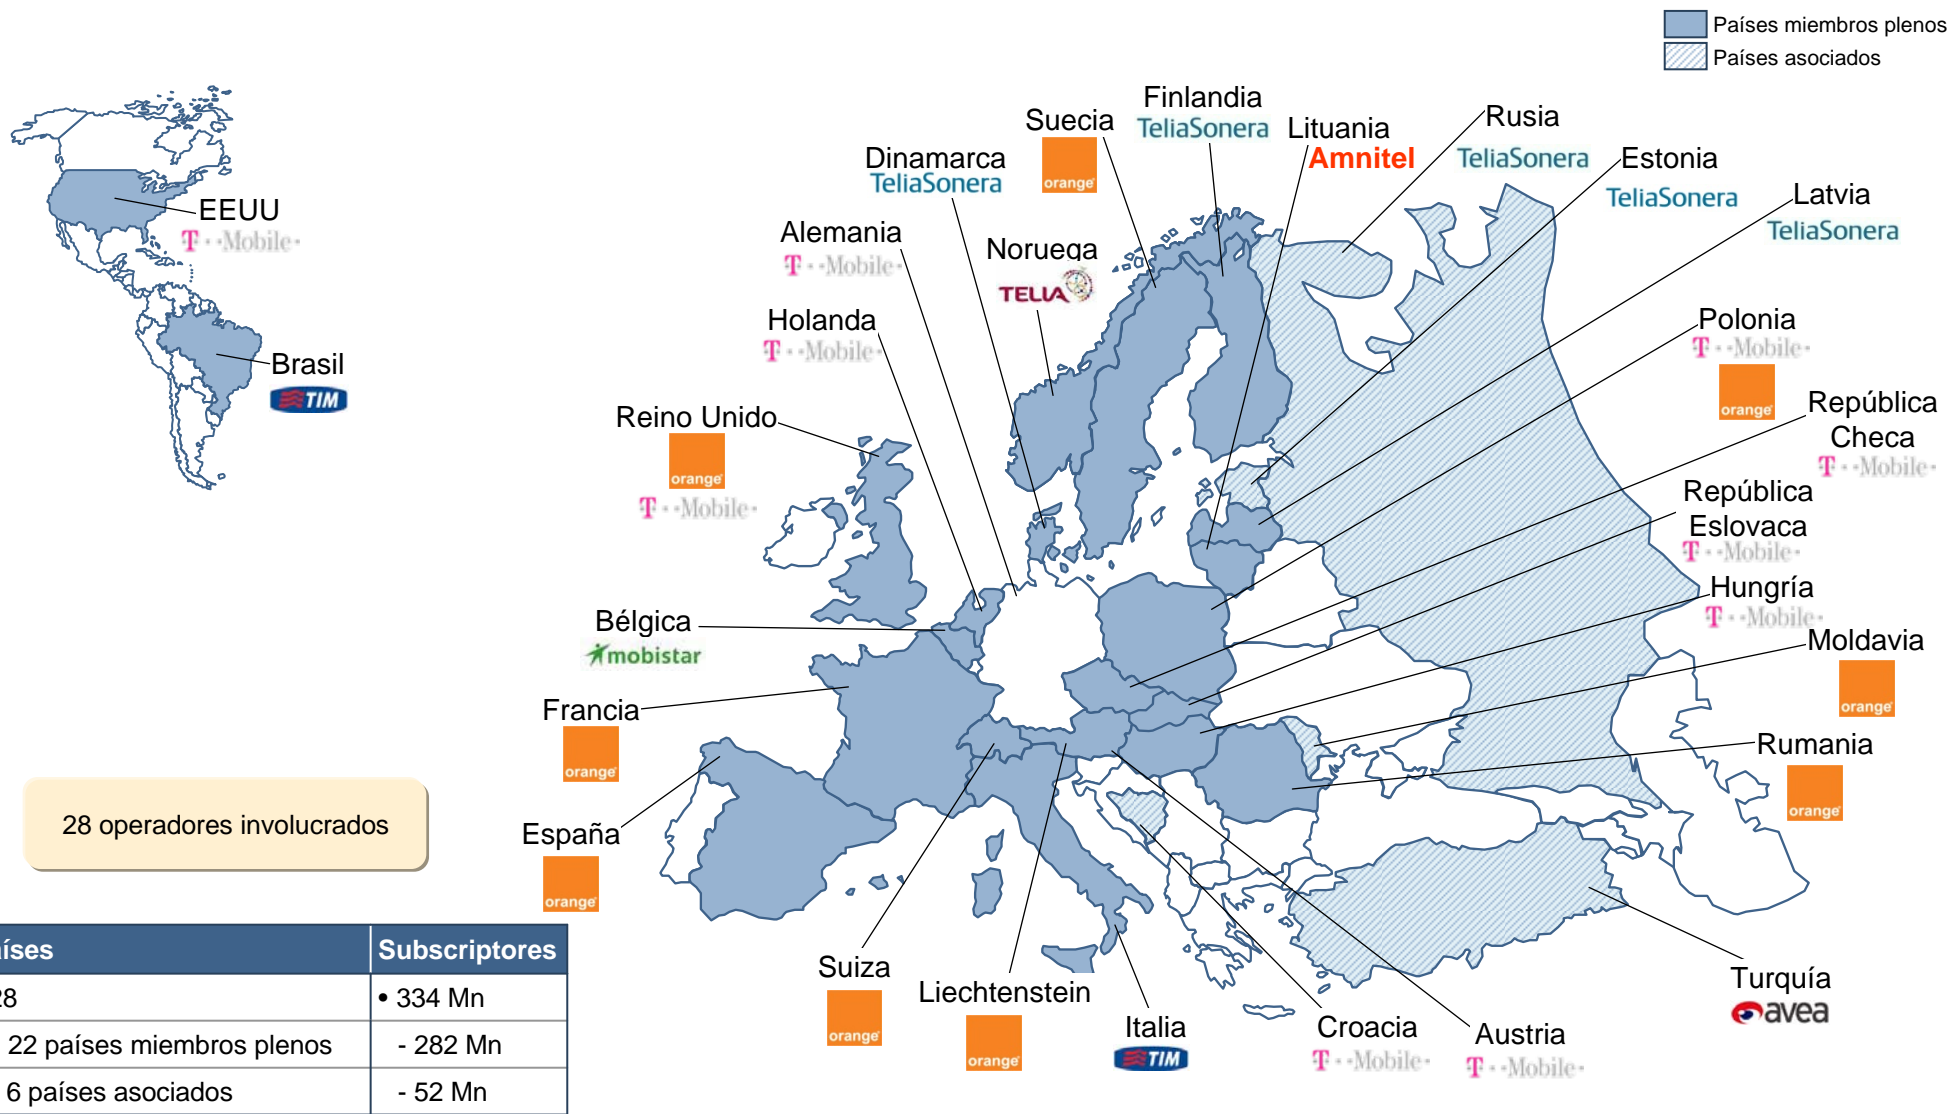 Países miembros plenos
Países asociados
EEUU
T··Mobile·
Brasil
TIM
Suecia
orange
Finlandia
TeliaSonera
Lituania
Amnitel
Rusia
TeliaSonera
Estonia
TeliaSonera
Latvia
TeliaSonera
Dinamarca
TeliaSonera
Alemania
T··Mobile·
Noruega
TELIA
Holanda
T··Mobile·
Polonia
T··Mobile·
orange
República
Checa
T··Mobile·
Reino Unido
orange
T··Mobile·
República
Eslovaca
T··Mobile·
Hungría
T··Mobile·
Bélgica
mobistar
Moldavia
orange
Francia
orange
Rumania
orange
28 operadores involucrados
España
orange
aíses
Subscriptores
28
• 334 Mn
22 países miembros plenos
- 282 Mn
6 países asociados
- 52 Mn
Suiza
orange
Liechtenstein
orange
Italia
TIM
Croacia
T··Mobile·
Austria
T··Mobile·
Turquía
avea